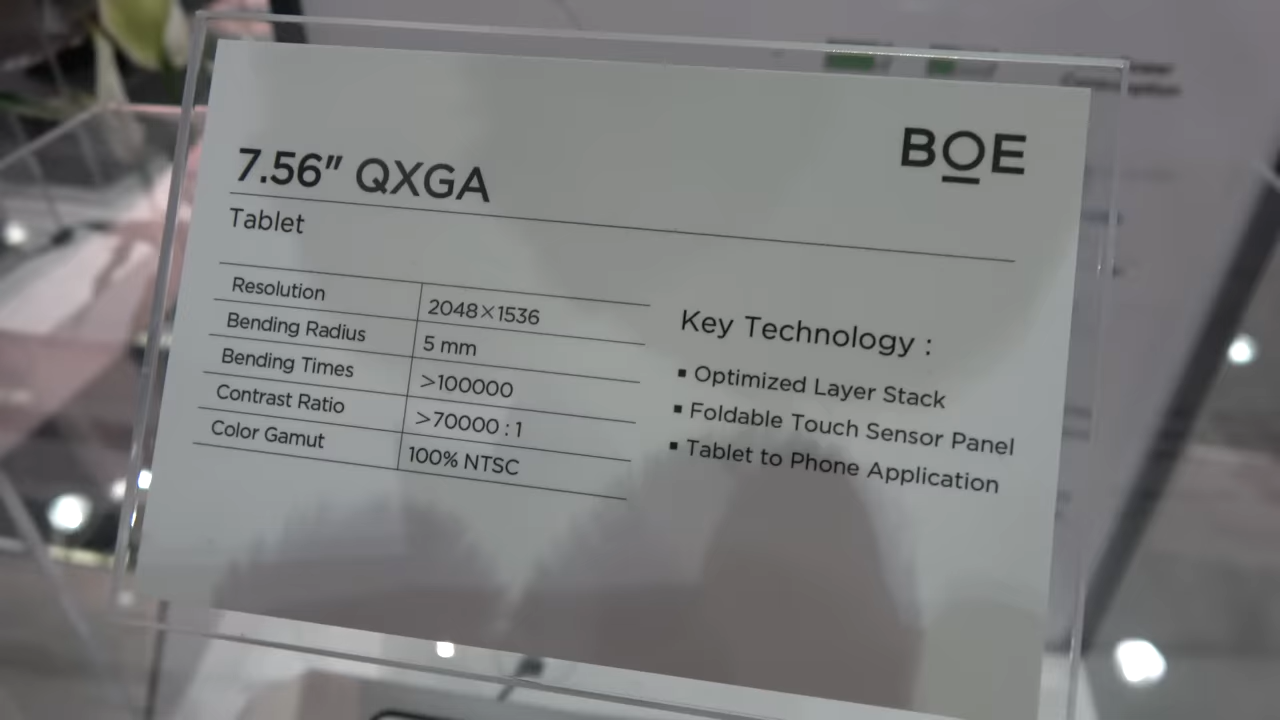 BOE
7.56" QXGA
Tablet
Resolution 2048×1536
Bending Radius 5 mm
Bending Times >100000
Contrast Ratio >70000 : 1
Color Gamut 100% NTSC
Key Technology :
▪ Optimized Layer Stack
▪ Foldable Touch Sensor Panel
▪ Tablet to Phone Application